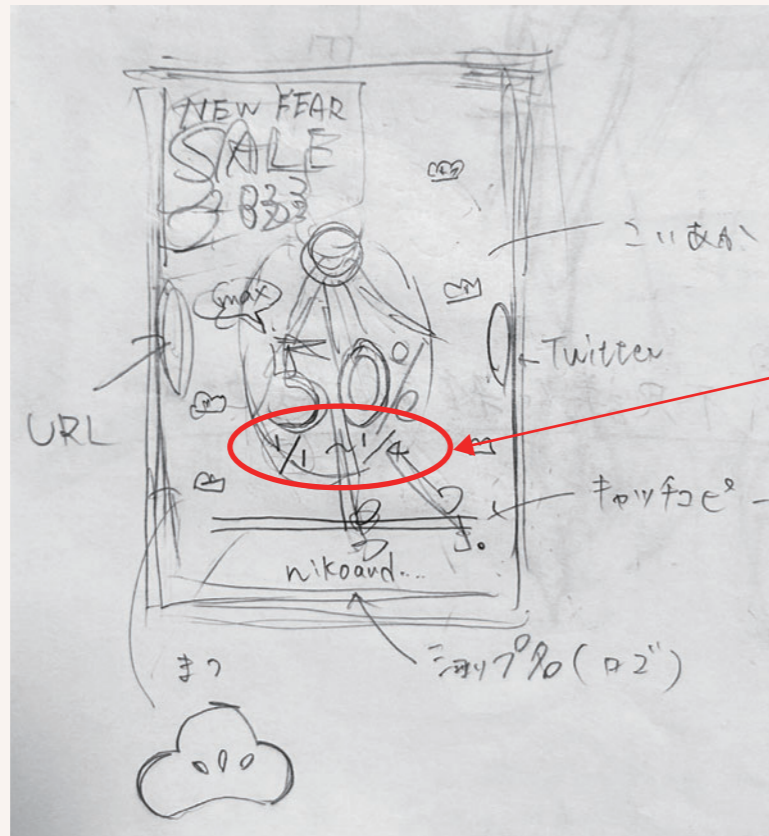 NEW FEAR
SALE
こいあか
max
50%
Twitter
URL
1/1 ~ 1/4
キャッチコピー
nikoand...
ショップ名(ロゴ)
まつ